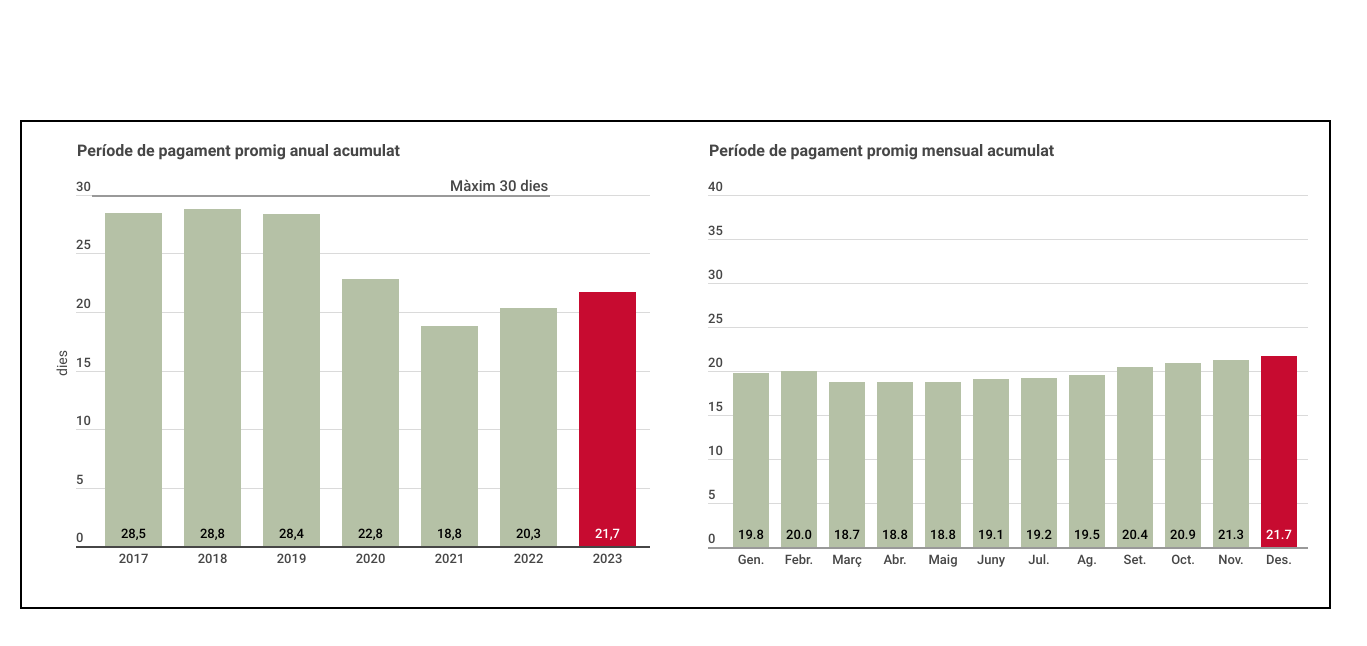 Període de pagament promig anual acumulat
30
Màxim 30 dies
25
20
15
10
5
0
dies
28,5
28,8
28,4
22,8
18,8
20,3
21,7
2017
2018
2019
2020
2021
2022
2023
Període de pagament promig mensual acumulat
40
35
30
25
20
15
10
5
0
19.8
20.0
18.7
18.8
18.8
19.1
19.2
19.5
20.4
20.9
21.3
21.7
Gen.
Febr.
Març
Abr.
Maig
Juny
Jul.
Ag.
Set.
Oct.
Nov.
Des.